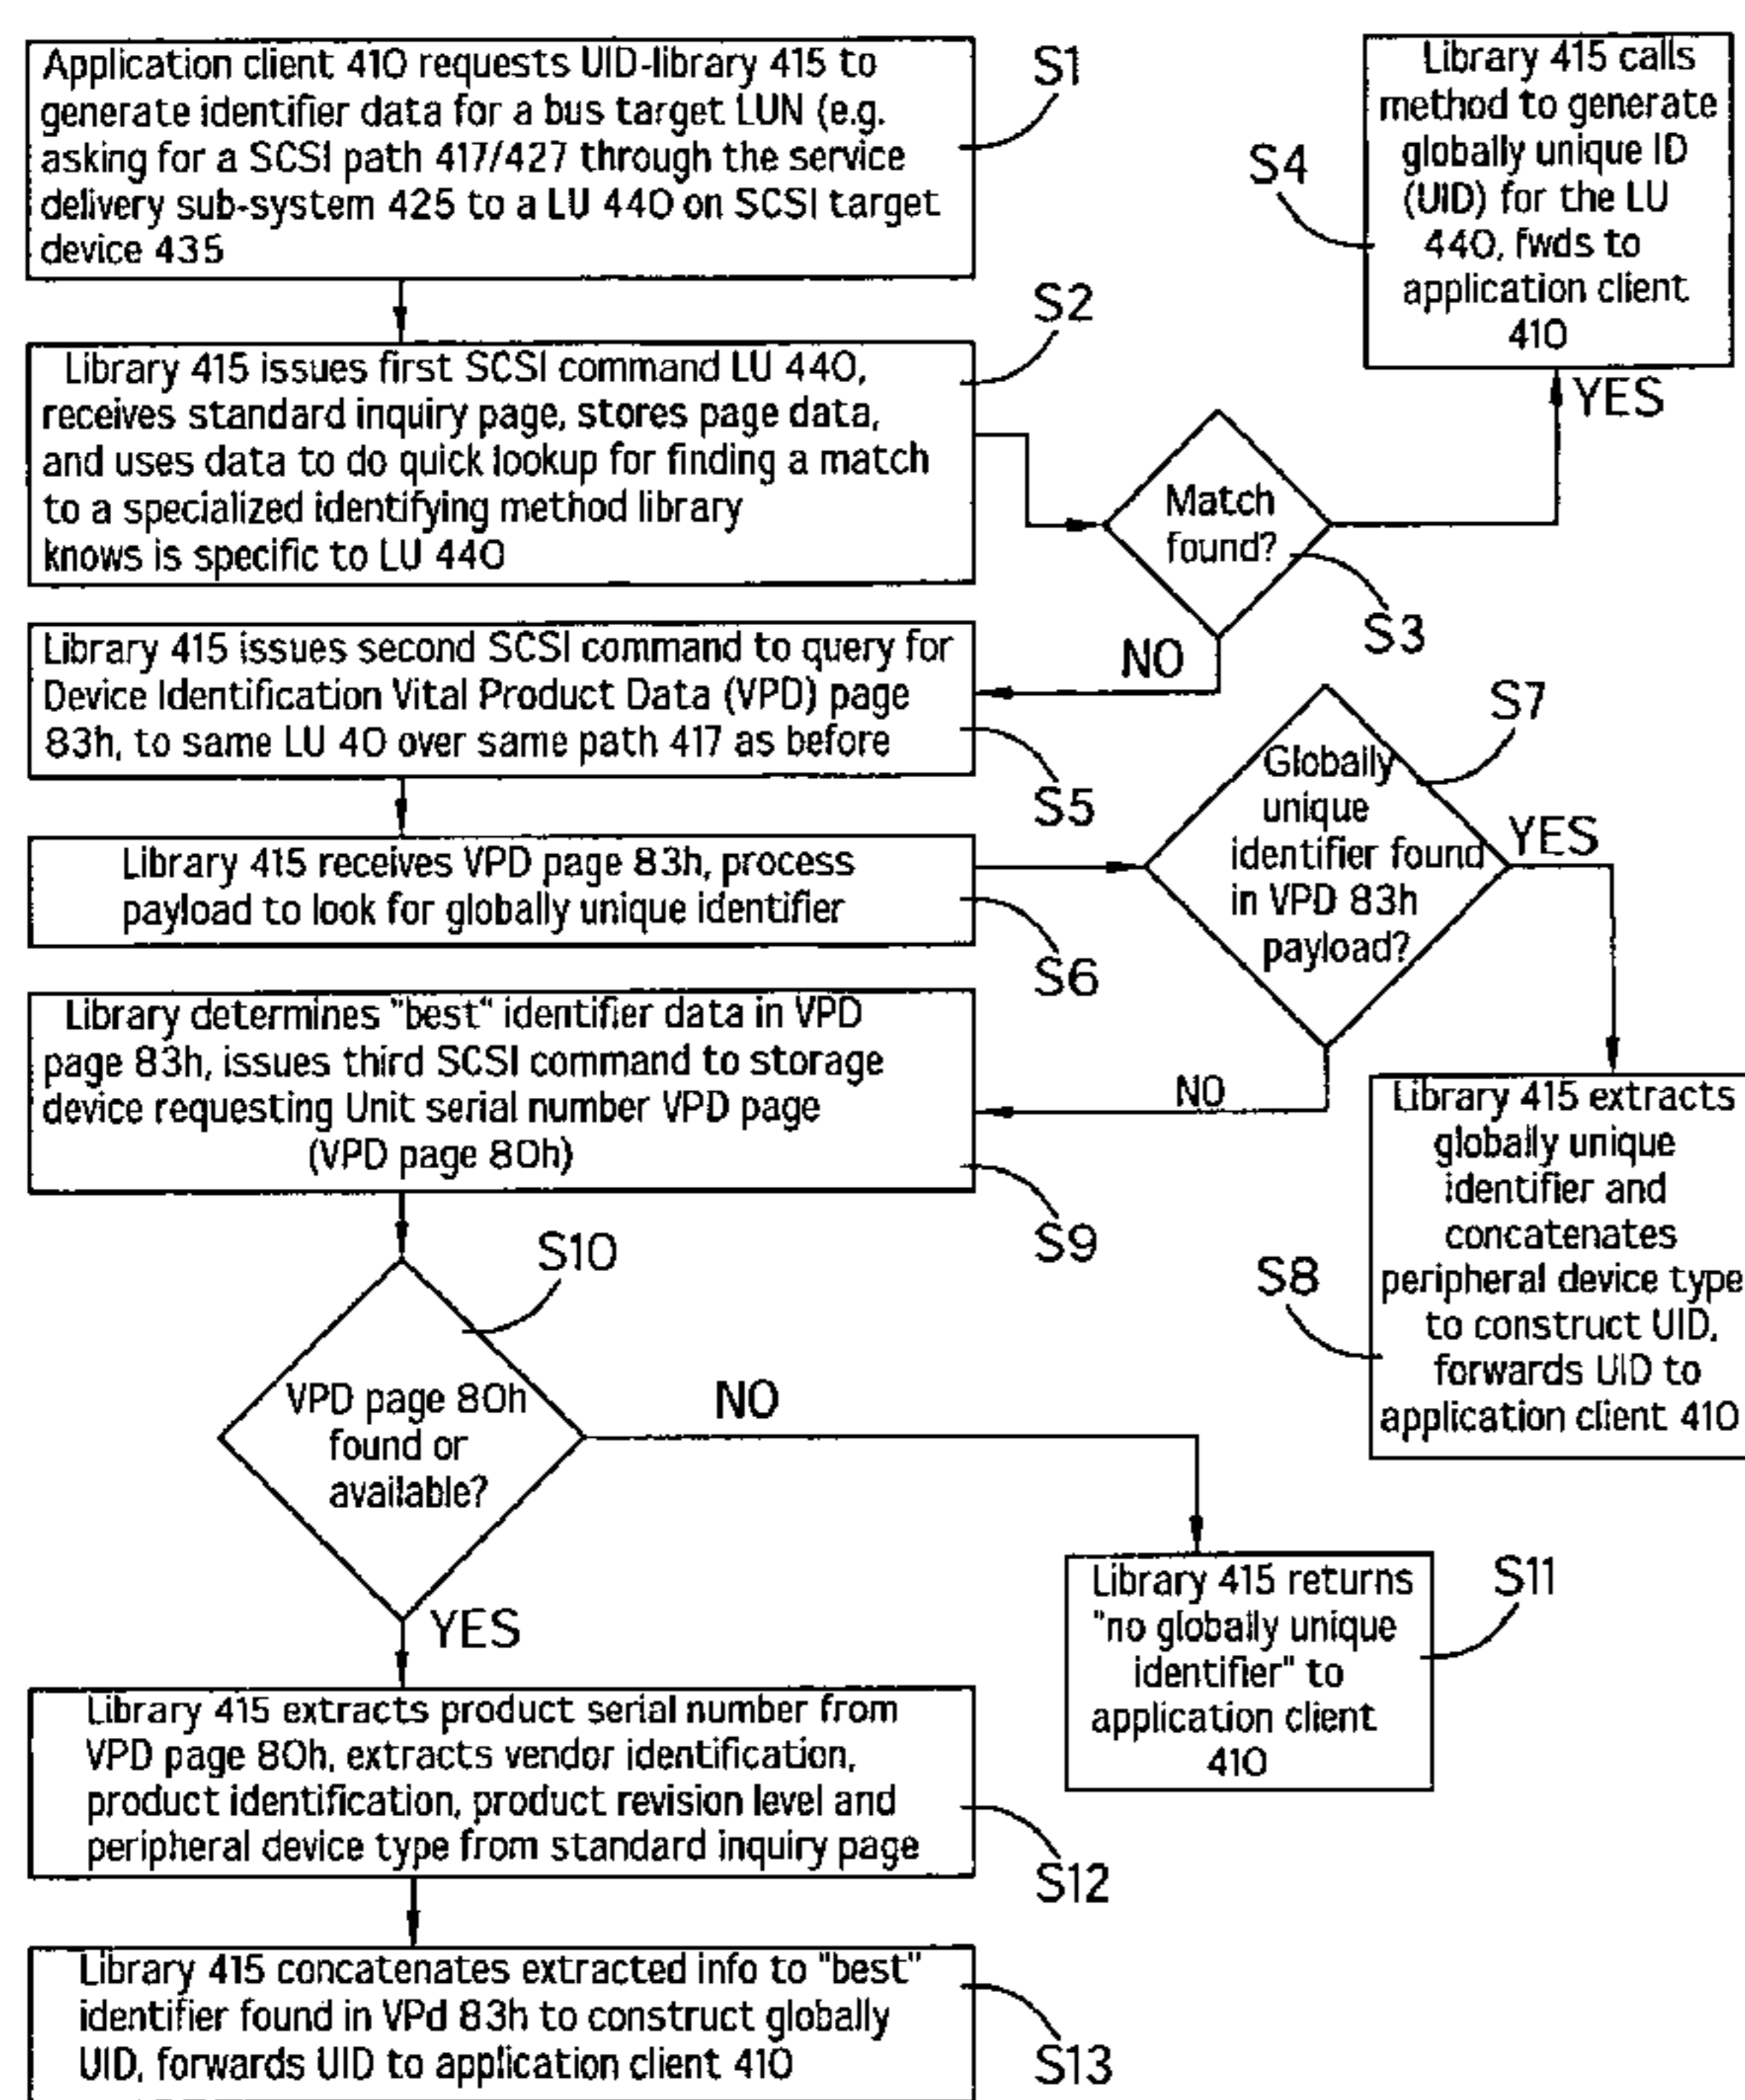 Application client 410 requests UID-library 415 to
generate identifier data for a bus target LUN (e.g.
asking for a SCSI path 417/427 through the service
delivery sub-system 425 to a LU 440 on SCSI target
device 435
S1
Library 415 issues first SCSI command LU 440,
receives standard inquiry page, stores page data,
and uses data to do quick lookup for finding a match
to a specialized identifying method library
knows is specific to LU 440
S2
Match
found?
S3
YES
NO
Library 415 calls
method to generate
globally unique ID
(UID) for the LU
440, fwds to
application client
410
S4
Library 415 issues second SCSI command to query for
Device Identification Vital Product Data (VPD) page
83h, to same LU 40 over same path 417 as before
S5
Library 415 receives VPD page 83h, process
payload to look for globally unique identifier
S6
Globally
unique
identifier found
in VPD 83h
payload?
S7
YES
NO
Library 415 extracts
globally unique
identifier and
concatenates
peripheral device type
to construct UID,
forwards UID to
application client 410
S8
Library determines "best" identifier data in VPD
page 83h, issues third SCSI command to storage
device requesting Unit serial number VPD page
(VPD page 80h)
S9
VPD page 80h
found or
available?
S10
NO
YES
Library 415 returns
"no globally unique
identifier" to
application client
410
S11
Library 415 extracts product serial number from
VPD page 80h, extracts vendor identification,
product identification, product revision level and
peripheral device type from standard inquiry page
S12
Library 415 concatenates extracted info to "best"
identifier found in VPd 83h to construct globally
UID, forwards UID to application client 410
S13